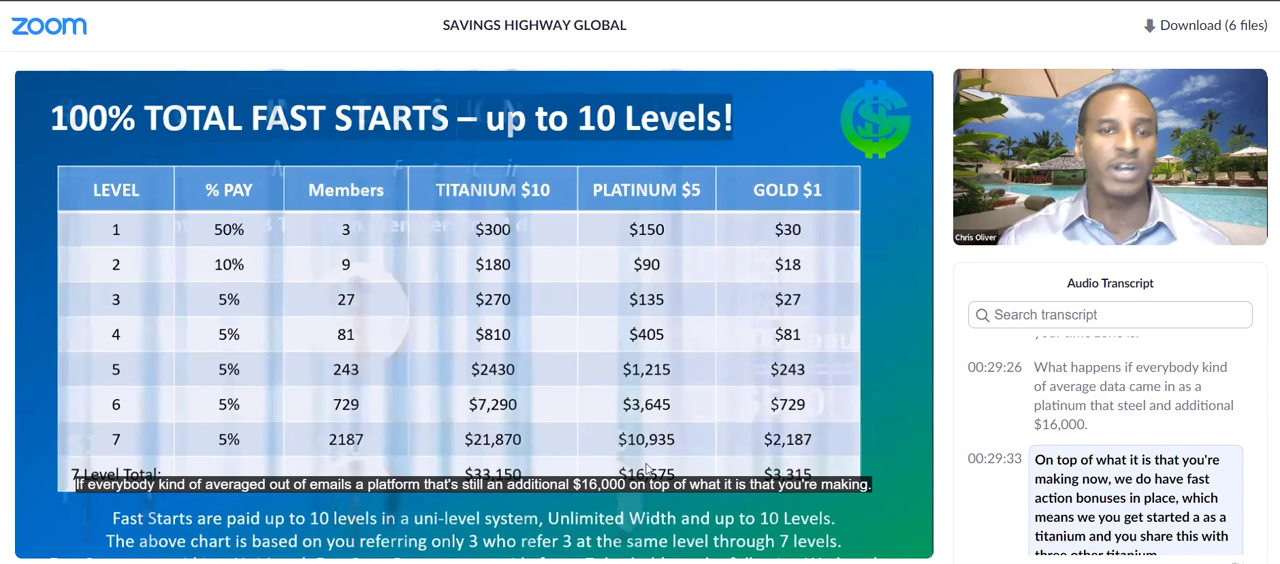 zoom
SAVINGS HIGHWAY GLOBAL
Download (6 files)
100% TOTAL FAST STARTS – up to 10 Levels!
LEVEL % PAY Members TITANIUM $10 PLATINUM $5 GOLD $1
1 50% 3 $300 $150 $30
2 10% 9 $180 $90 $18
3 5% 27 $270 $135 $27
4 5% 81 $810 $405 $81
5 5% 243 $2430 $1,215 $243
6 5% 729 $7,290 $3,645 $729
7 5% 2187 $21,870 $10,935 $2,187
7 Level Total: $33,150 $16,575 $3,315
If everybody kind of averaged out of emails a platform that's still an additional $16,000 on top of what it is that you're making.
Fast Starts are paid up to 10 levels in a uni-level system, Unlimited Width and up to 10 Levels.
The above chart is based on you referring only 3 who refer 3 at the same level through 7 levels.
Chris Oliver
Audio Transcript
Search transcript
00:29:26 What happens if everybody kind
of average data came in as a
platinum that steel and additional
$16,000.
00:29:33 On top of what it is that you're
making now, we do have fast
action bonuses in place, which
means we you get started a as a
titanium and you share this with
three other titanium